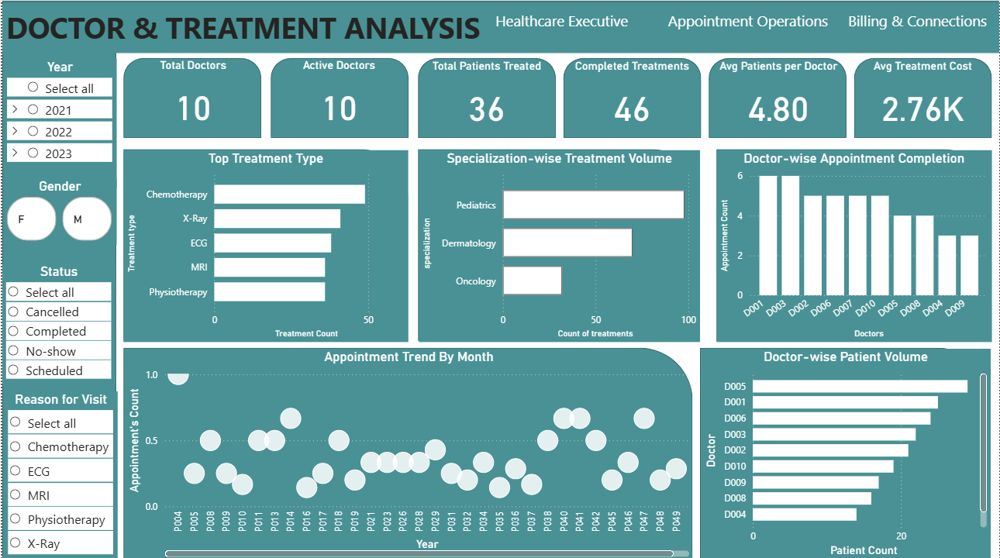 DOCTOR & TREATMENT ANALYSIS
Healthcare Executive
Appointment Operations
Billing & Connections
Year
Select all
2021
2022
2023
Gender
F
M
Status
Select all
Cancelled
Completed
No-show
Scheduled
Reason for Visit
Select all
Chemotherapy
ECG
MRI
Physiotherapy
X-Ray
Total Doctors
10
Active Doctors
10
Total Patients Treated
36
Completed Treatments
46
Avg Patients per Doctor
4.80
Avg Treatment Cost
2.76K
Top Treatment Type
Treatment type
Chemotherapy
X-Ray
ECG
MRI
Physiotherapy
0 50
Treatment Count
Specialization-wise Treatment Volume
specialization
Pediatrics
Dermatology
Oncology
0 50 100
Count of treatments
Doctor-wise Appointment Completion
Appointment Count
6
4
2
0
D001 D003 D002 D006 D007 D010 D005 D008 D004 D009
Doctors
Appointment Trend By Month
Appointment's Count
1.0
0.5
0.0
P004 P005 P008 P009 P010 P011 P013 P014 P016 P017 P018 P019 P021 P023 P026 P028 P029 P031 P032 P034 P035 P036 P037 P038 P040 P041 P042 P045 P046 P047 P048 P049
Year
Doctor-wise Patient Volume
Doctor
D005
D001
D006
D003
D002
D010
D009
D008
D004
0 20
Patient Count